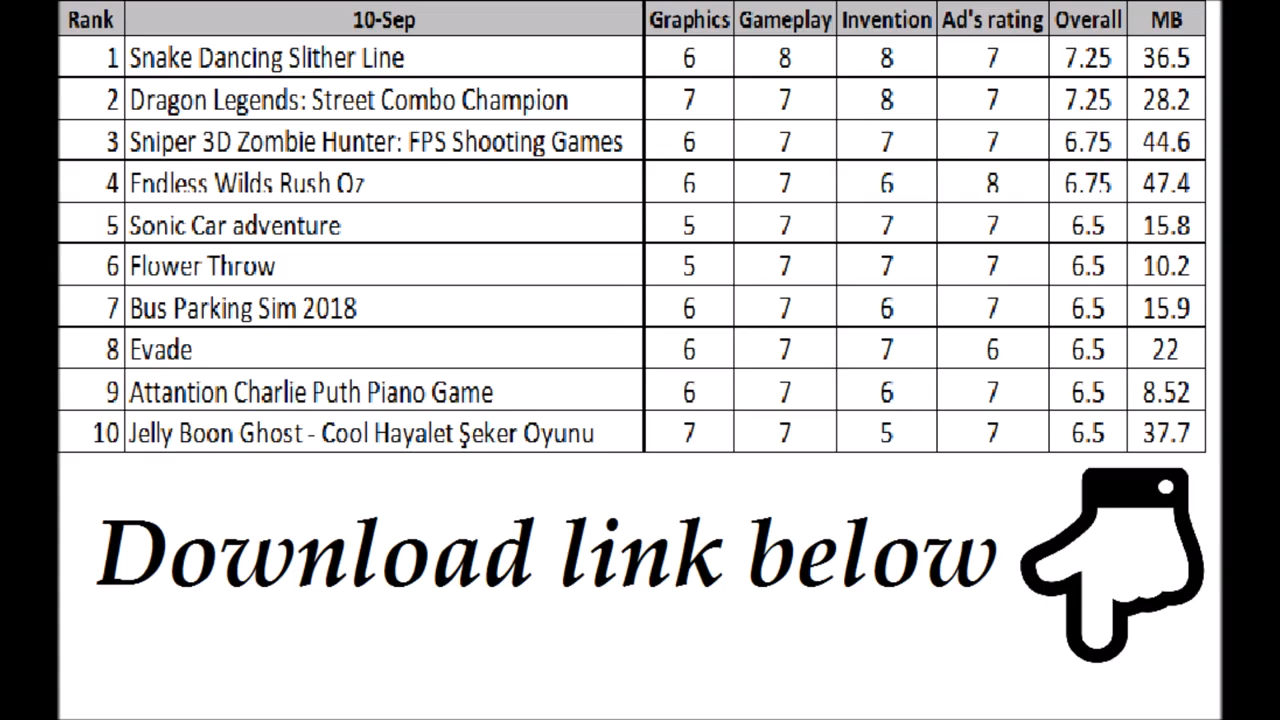 Rank 10-Sep Graphics Gameplay Invention Ad's rating Overall MB
1 Snake Dancing Slither Line 6 8 8 7 7.25 36.5
2 Dragon Legends: Street Combo Champion 7 7 8 7 7.25 28.2
3 Sniper 3D Zombie Hunter: FPS Shooting Games 6 7 7 7 6.75 44.6
4 Endless Wilds Rush Oz 6 7 6 8 6.75 47.4
5 Sonic Car adventure 5 7 7 7 6.5 15.8
6 Flower Throw 5 7 7 7 6.5 10.2
7 Bus Parking Sim 2018 6 7 6 7 6.5 15.9
8 Evade 6 7 7 6 6.5 22
9 Attantion Charlie Puth Piano Game 6 7 6 7 6.5 8.52
10 Jelly Boon Ghost - Cool Hayalet Şeker Oyunu 7 7 5 7 6.5 37.7
Download link below